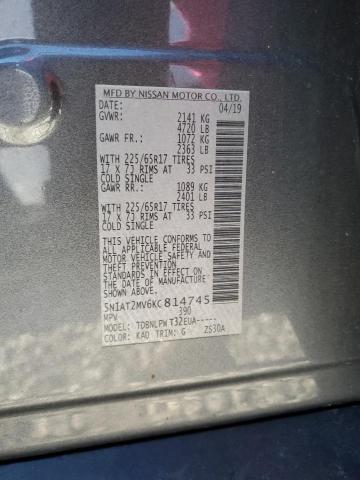 MFD BY NISSAN MOTOR CO., LTD.
04/19
GVWR: 2141 KG
4720 LB
GAWR FR.: 1072 KG
2363 LB
WITH 225/65R17 TIRES
17 X 7J RIMS AT 33 PSI
COLD SINGLE
GAWR RR.: 1089 KG
2401 LB
WITH 225/65R17 TIRES
17 X 7J RIMS AT 33 PSI
COLD SINGLE
THIS VEHICLE CONFORMS TO
ALL APPLICABLE FEDERAL
MOTOR VEHICLE SAFETY
AND THEFT PREVENTION
STANDARDS IN EFFECT ON
THE DATE OF MANUFACTURE
SHOWN ABOVE.
5N1AT2MV6KC814745
MPV 390
MODEL: TDBNLPW T32EUA-----
COLOR: KAD TRIM: G ZS30A